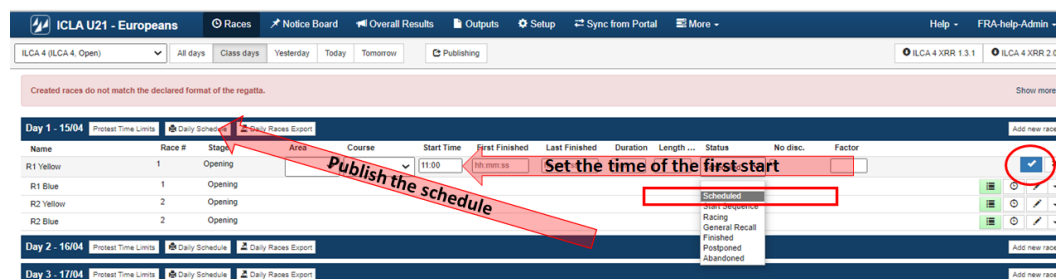 ICLA U21 - Europeans Races Notice Board Overall Results Outputs Setup Sync from Portal More Help FRA-help-Admin
ILCA 4 (ILCA 4, Open) All days Class days Yesterday Today Tomorrow Publishing ILCA 4 XRR 1.3.1 ILCA 4 XRR 2.0
Created races do not match the declared format of the regatta. Show more
Day 1 - 15/04 Protest Time Limits Daily Schedule Daily Races Export Add new race
Name Race # Stage Area Course Start Time First Finished Last Finished Duration Length ... Status No disc. Factor
R1 Yellow 1 Opening 11:00 hh:mm:ss
Set the time of the first start
Publish the schedule
R1 Blue 1 Opening
Scheduled
R2 Yellow 2 Opening
Start Sequence
Racing
R2 Blue 2 Opening
General Recall
Finished
Day 2 - 16/04 Protest Time Limits Daily Schedule Daily Races Export Add new race
Postponed
Abandoned
Day 3 - 17/04 Protest Time Limits Daily Schedule Daily Races Export Add new race